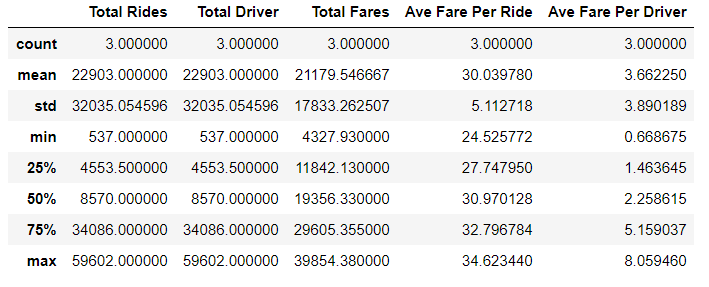 Total Rides Total Driver Total Fares Ave Fare Per Ride Ave Fare Per Driver
count 3.000000 3.000000 3.000000 3.000000 3.000000
mean 22903.000000 22903.000000 21179.546667 30.039780 3.662250
std 32035.054596 32035.054596 17833.262507 5.112718 3.890189
min 537.000000 537.000000 4327.930000 24.525772 0.668675
25% 4553.500000 4553.500000 11842.130000 27.747950 1.463645
50% 8570.000000 8570.000000 19356.330000 30.970128 2.258615
75% 34086.000000 34086.000000 29605.355000 32.796784 5.159037
max 59602.000000 59602.000000 39854.380000 34.623440 8.059460